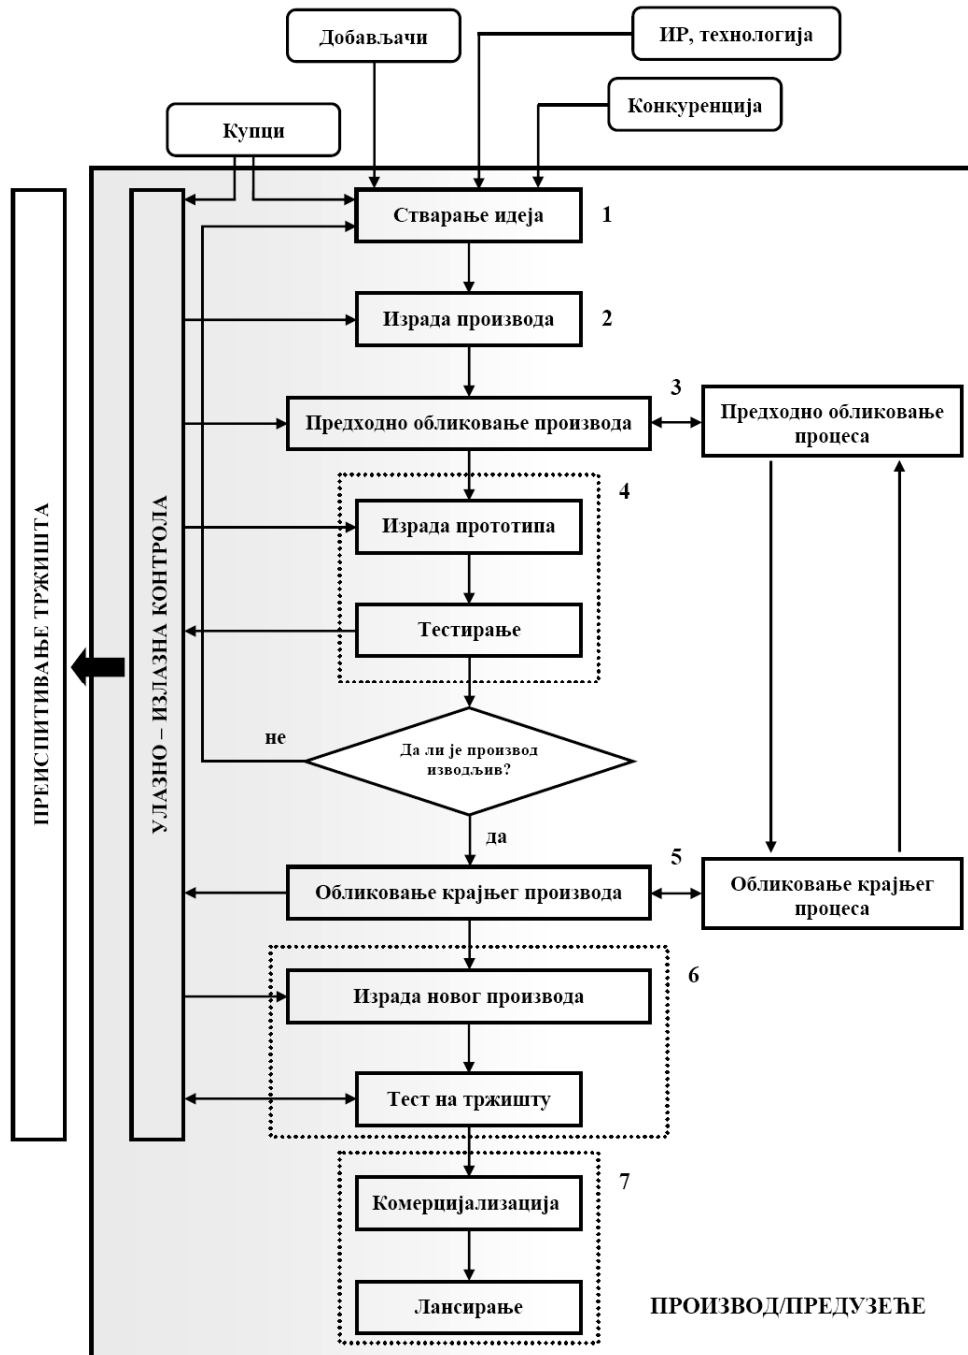 Добављачи
ИР, технологија
Конкуренција
Купци
Стварање идеја
1
Израда производа
2
3
Предходно обликовање производа
Предходно обликовање
процеса
4
Израда прототипа
Тестирање
ПРЕИСПИТИВАЊЕ ТРЖИШТА
УЛАЗНО – ИЗЛАЗНА КОНТРОЛА
не
Да ли је производ
изводљив?
да
5
Обликовање крајњег производа
Обликовање крајњег
процеса
6
Израда новог производа
Тест на тржишту
7
Комерцијализација
Лансирање
ПРОИЗВОД/ПРЕДУЗЕЋЕ